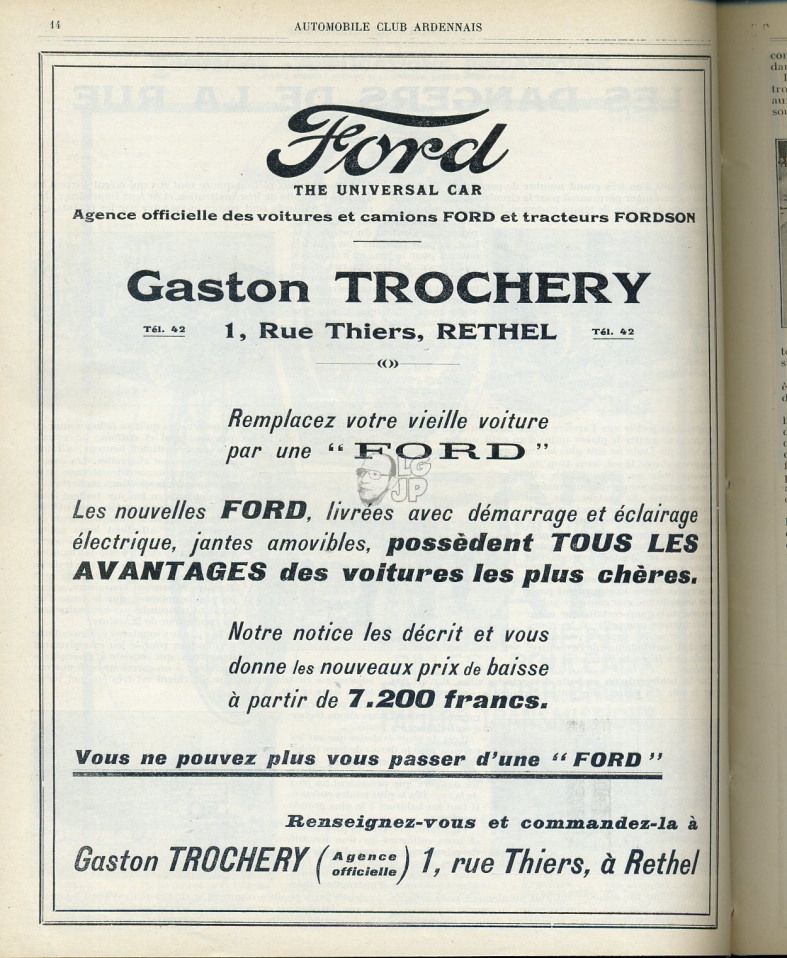 14
AUTOMOBILE CLUB ARDENNAIS
Ford
THE UNIVERSAL CAR
Agence officielle des voitures et camions FORD et tracteurs FORDSON
Gaston TROCHERY
Tél. 42 1, Rue Thiers, RETHEL Tél. 42
Remplacez votre vieille voiture
par une “ FORD ”
LG
JP
Les nouvelles FORD, livrées avec démarrage et éclairage
électrique, jantes amovibles, possèdent TOUS LES
AVANTAGES des voitures les plus chères.
Notre notice les décrit et vous
donne les nouveaux prix de baisse
à partir de 7.200 francs.
Vous ne pouvez plus vous passer d'une “ FORD ”
Renseignez-vous et commandez-la à
Gaston TROCHERY (Agence officielle) 1, rue Thiers, à Rethel